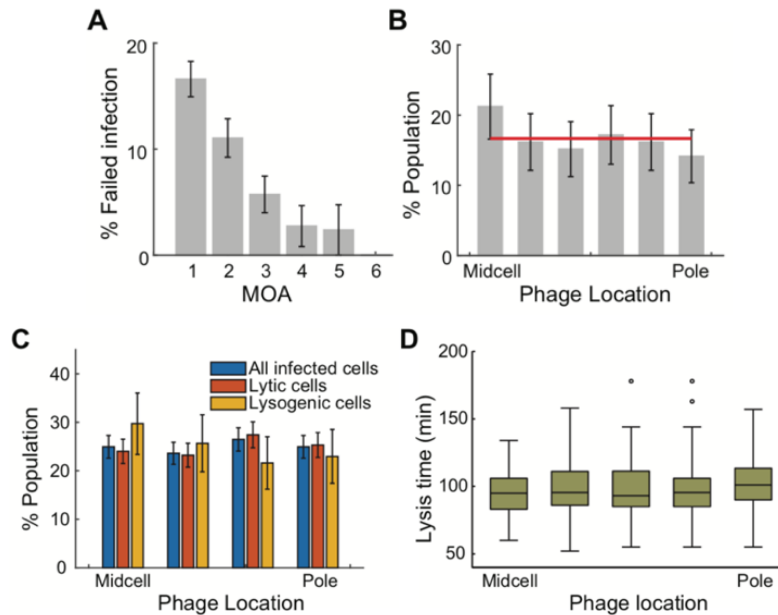 A
% Failed infection
20
10
0
1 2 3 4 5 6
MOA
B
% Population
30
20
10
0
Midcell Pole
Phage Location
C
% Population
40
30
20
10
0
All infected cells
Lytic cells
Lysogenic cells
Midcell Pole
Phage Location
D
Lysis time (min)
200
150
100
50
Midcell Pole
Phage location